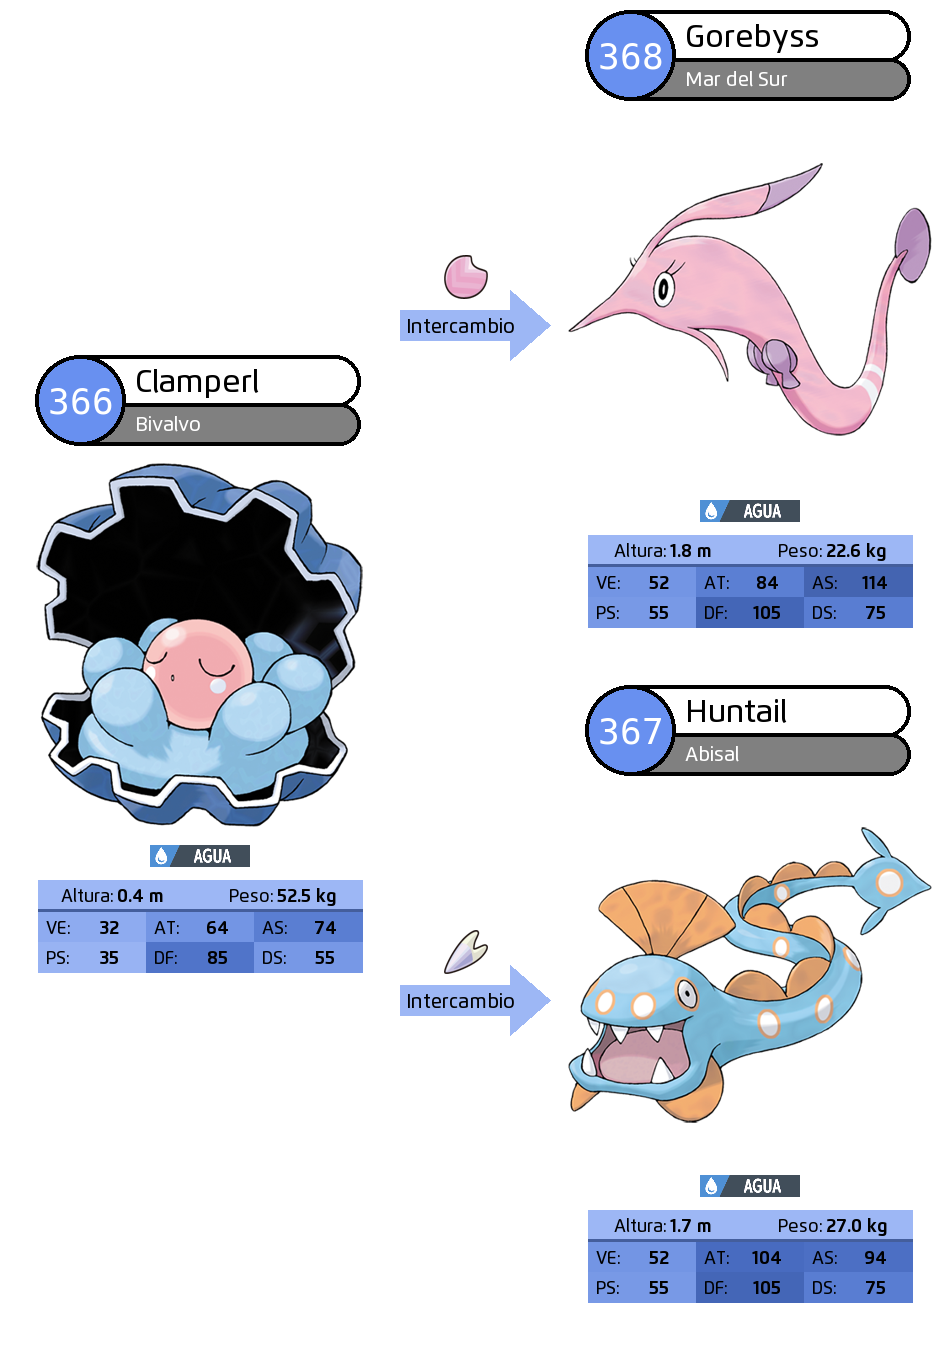 368
Gorebyss
Mar del Sur
Intercambio
AGUA
Altura: 1.8 m Peso: 22.6 kg
VE: 52 AT: 84 AS: 114
PS: 55 DF: 105 DS: 75
366
Clamperl
Bivalvo
AGUA
Altura: 0.4 m Peso: 52.5 kg
VE: 32 AT: 64 AS: 74
PS: 35 DF: 85 DS: 55
367
Huntail
Abisal
Intercambio
AGUA
Altura: 1.7 m Peso: 27.0 kg
VE: 52 AT: 104 AS: 94
PS: 55 DF: 105 DS: 75